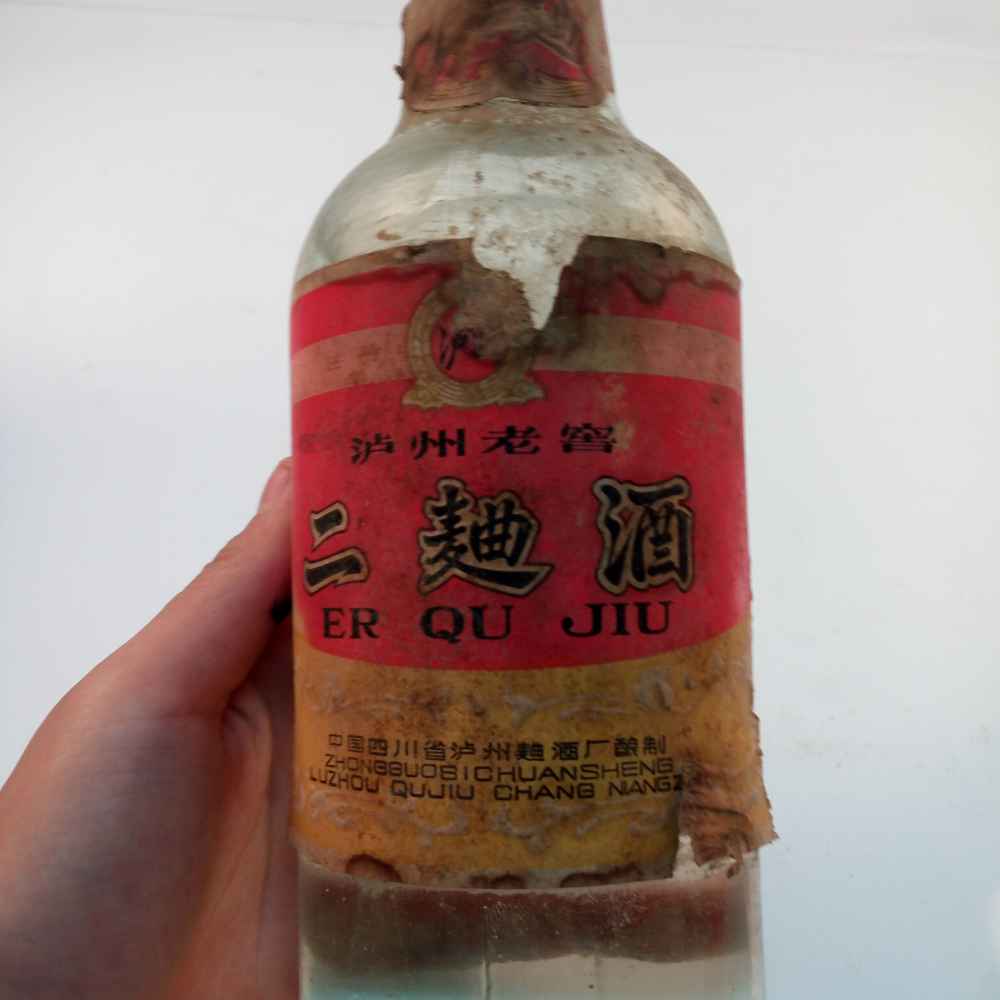 泸
泸州老窖
二麯酒
ER QU JIU
中国四川省泸州麯酒厂酿制
ZHONGGUOSICHUANSHENG
LUZHOU QUJIU CHANG